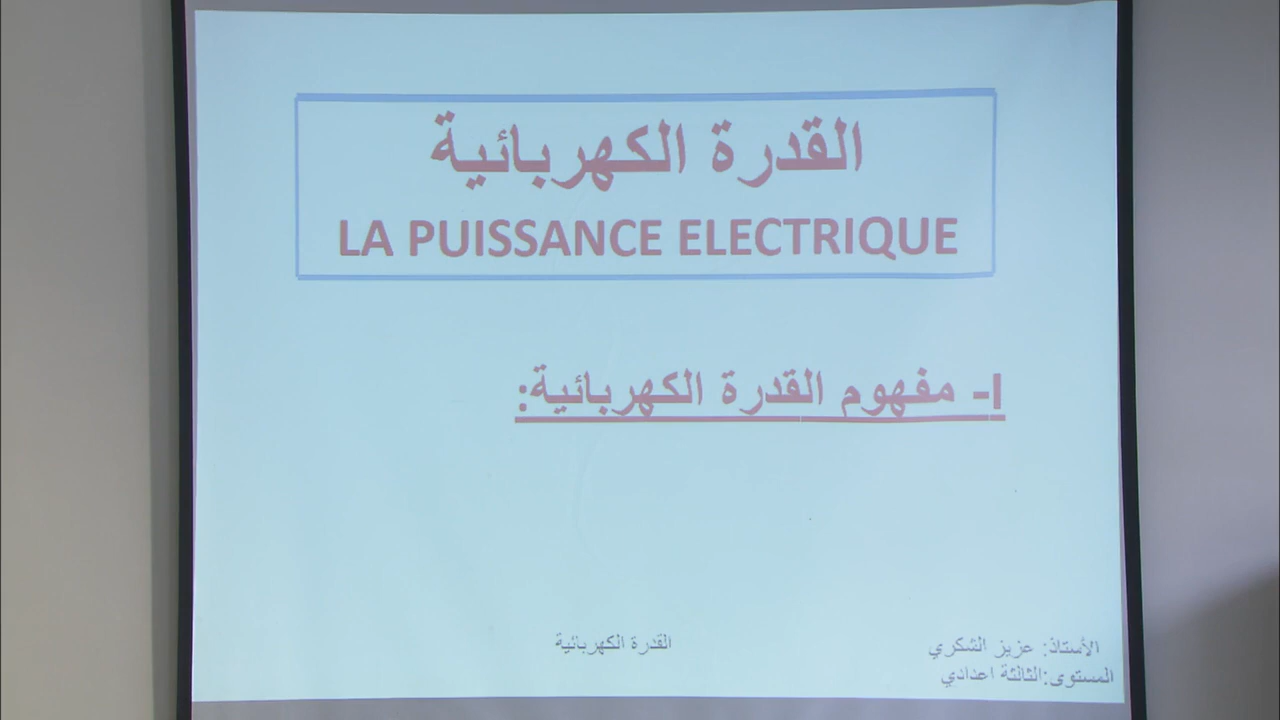 القدرة الكهربائية
LA PUISSANCE ELECTRIQUE
I- مفهوم القدرة الكهربائية:
القدرة الكهربائية
الأستاذ: عزيز الشكري
المستوى:الثالثة اعدادي